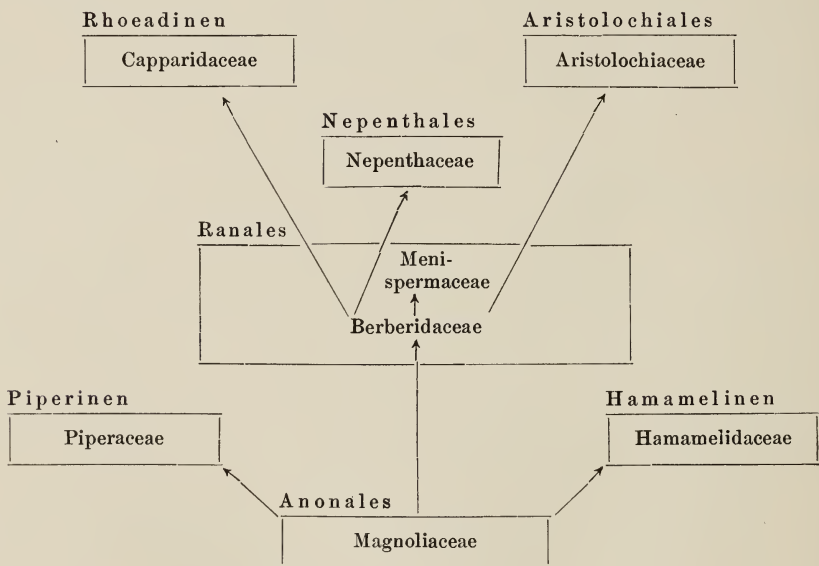 Rhoeadinen
Capparidaceae
Aristolochiales
Aristolochiaceae
Nepenthales
Nepenthaceae
Ranales
Meni-
spermaceae
Berberidaceae
Piperinen
Piperaceae
Hamamelinen
Hamamelidaceae
Anonales
Magnoliaceae